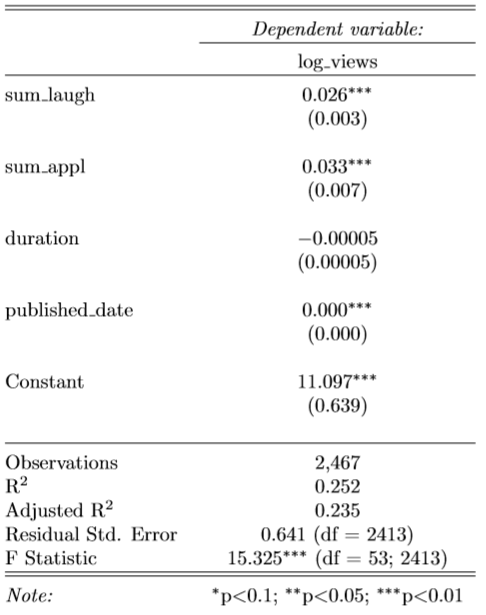 Dependent variable:
log_views
sum_laugh 0.026***
(0.003)
sum_appl 0.033***
(0.007)
duration −0.00005
(0.00005)
published_date 0.000***
(0.000)
Constant 11.097***
(0.639)
Observations 2,467
R² 0.252
Adjusted R² 0.235
Residual Std. Error 0.641 (df = 2413)
F Statistic 15.325*** (df = 53; 2413)
Note: *p<0.1; **p<0.05; ***p<0.01